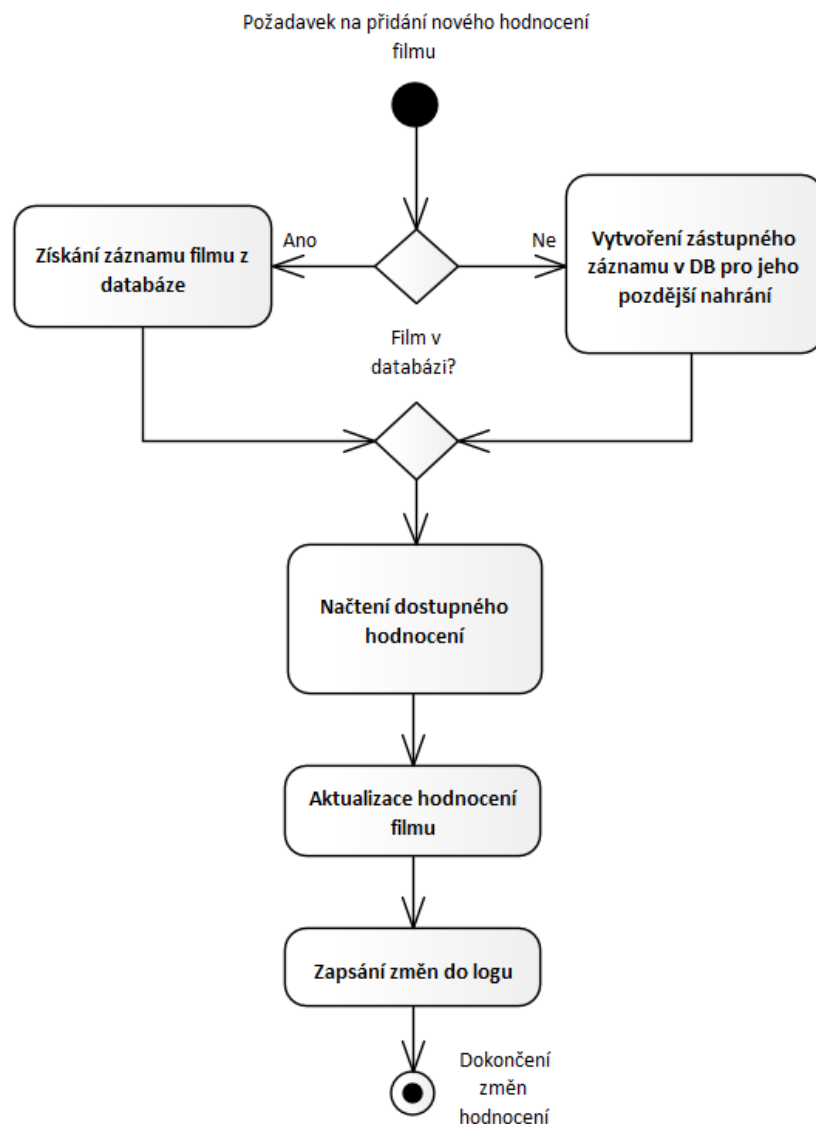 Požadavek na přidání nového hodnocení
filmu
Ano
Ne
Získání záznamu filmu z
databáze
Vytvoření zástupného
záznamu v DB pro jeho
pozdější nahrání
Film v
databázi?
Načtení dostupného
hodnocení
Aktualizace hodnocení
filmu
Zapsání změn do logu
Dokončení
změn
hodnocení